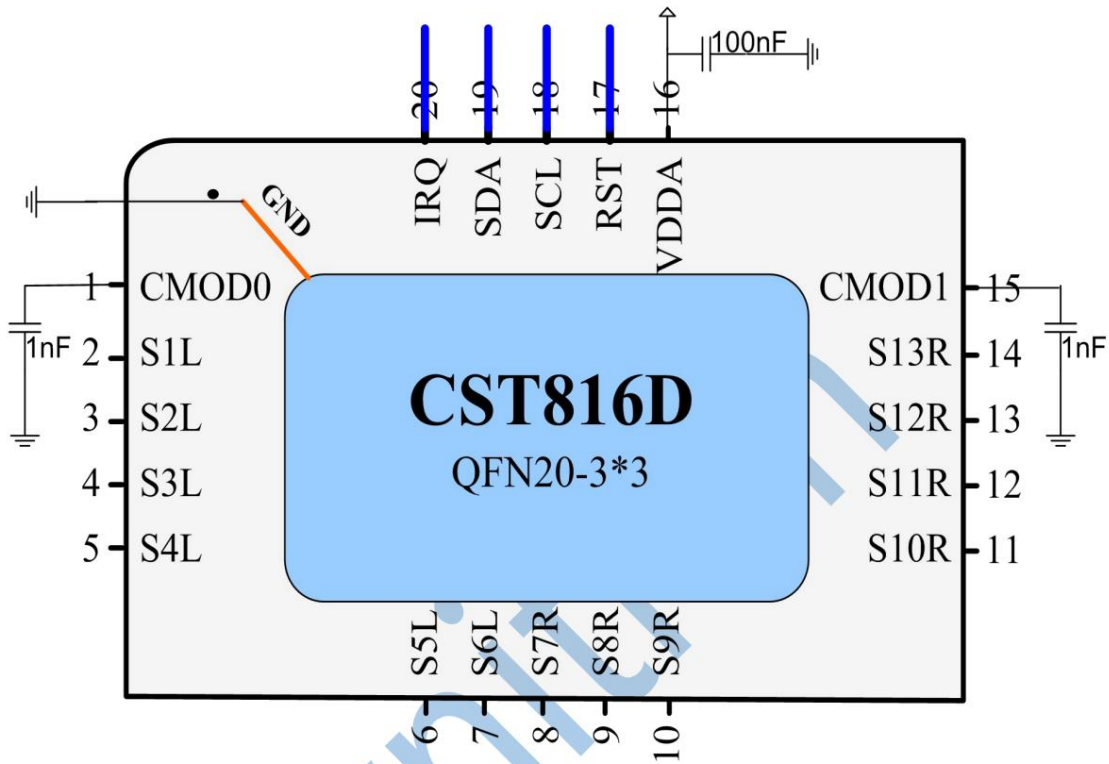 100nF
20 19 18 17 16
IRQ SDA SCL RST VDDA
GND
1 CMOD0
CMOD1 15
1nF
1nF
2 S1L
S13R 14
3 S2L
S12R 13
4 S3L
S11R 12
5 S4L
S10R 11
CST816D
QFN20-3*3
S5L S6L S7R S8R S9R
6 7 8 9 10